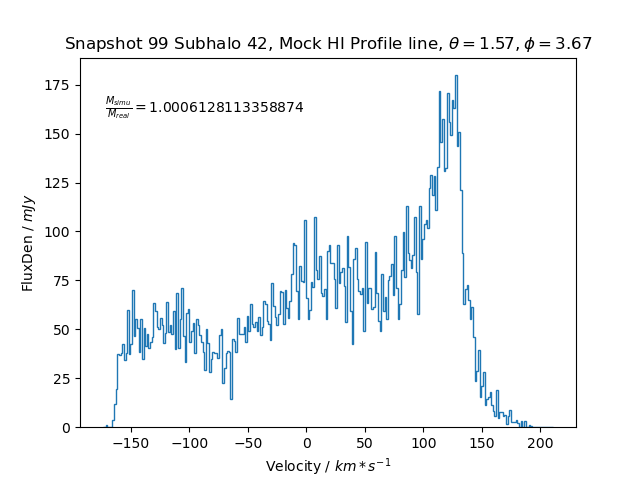 Snapshot 99 Subhalo 42, Mock HI Profile line, θ = 1.57, ϕ = 3.67
M_simu/M_real = 1.0006128113358874
175
150
125
100
75
50
25
0
FluxDen / mJy
−150 −100 −50 0 50 100 150 200
Velocity / km * s⁻¹